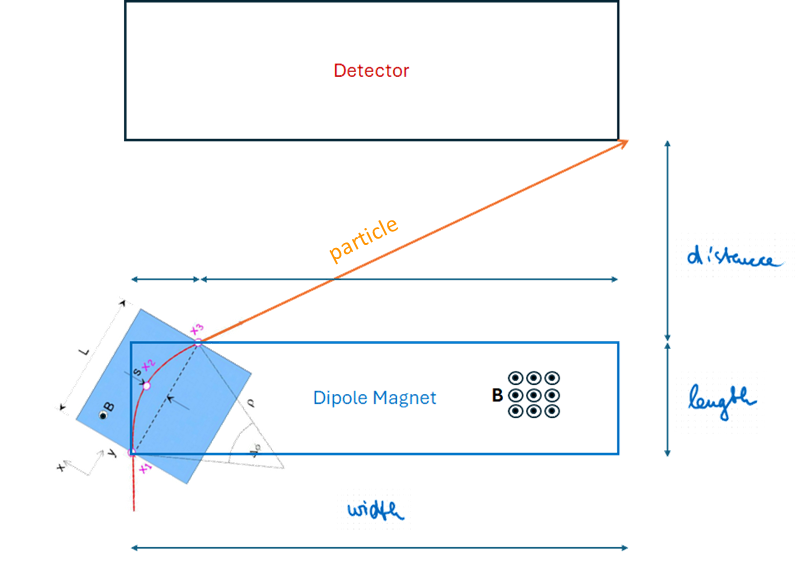 Detector
particle
distance
x3
L
x2
s
B
ρ
Dipole Magnet
B
length
x
y
x1
width